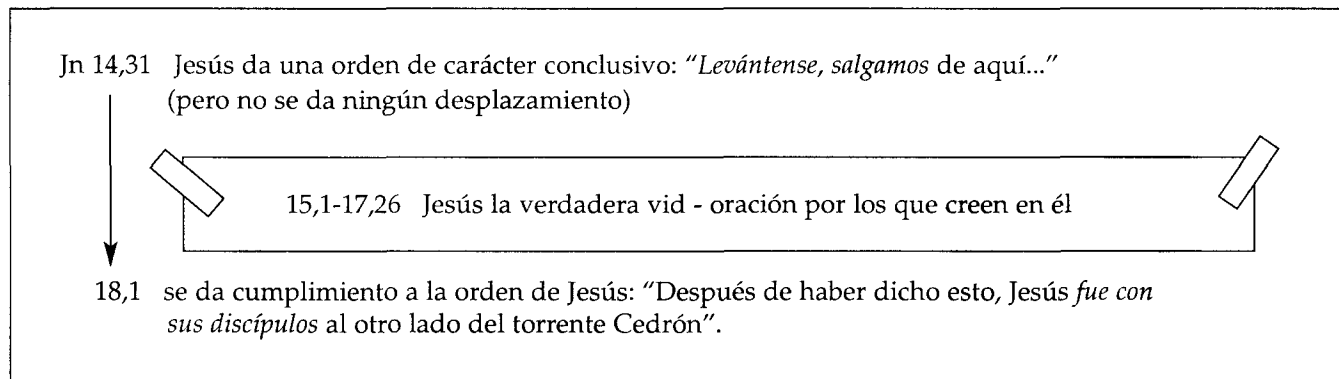 Jn 14,31 Jesús da una orden de carácter conclusivo: "Levántense, salgamos de aquí..."
(pero no se da ningún desplazamiento)
15,1-17,26 Jesús la verdadera vid - oración por los que creen en él
18,1 se da cumplimiento a la orden de Jesús: "Después de haber dicho esto, Jesús fue con
sus discípulos al otro lado del torrente Cedrón".